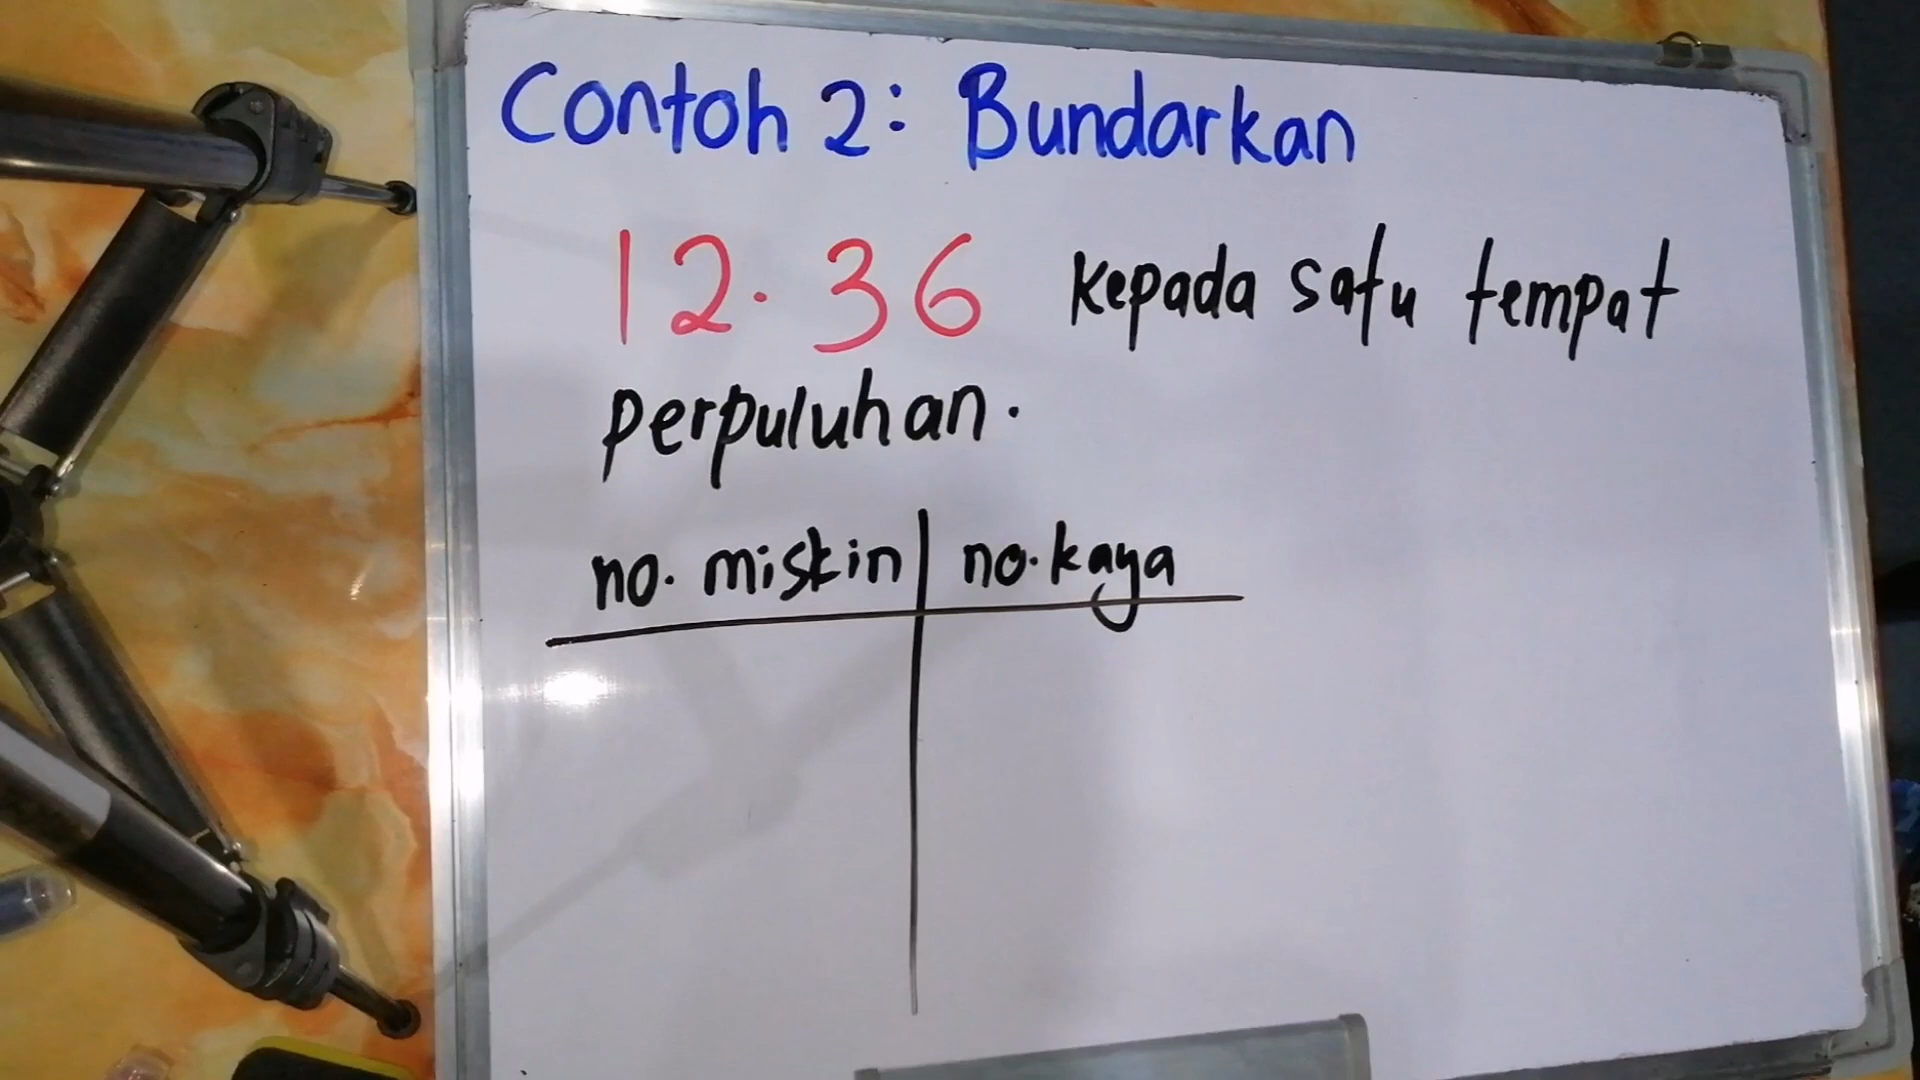 Contoh 2: Bundarkan
12.36 kepada satu tempat
perpuluhan.
no. miskin no. kaya